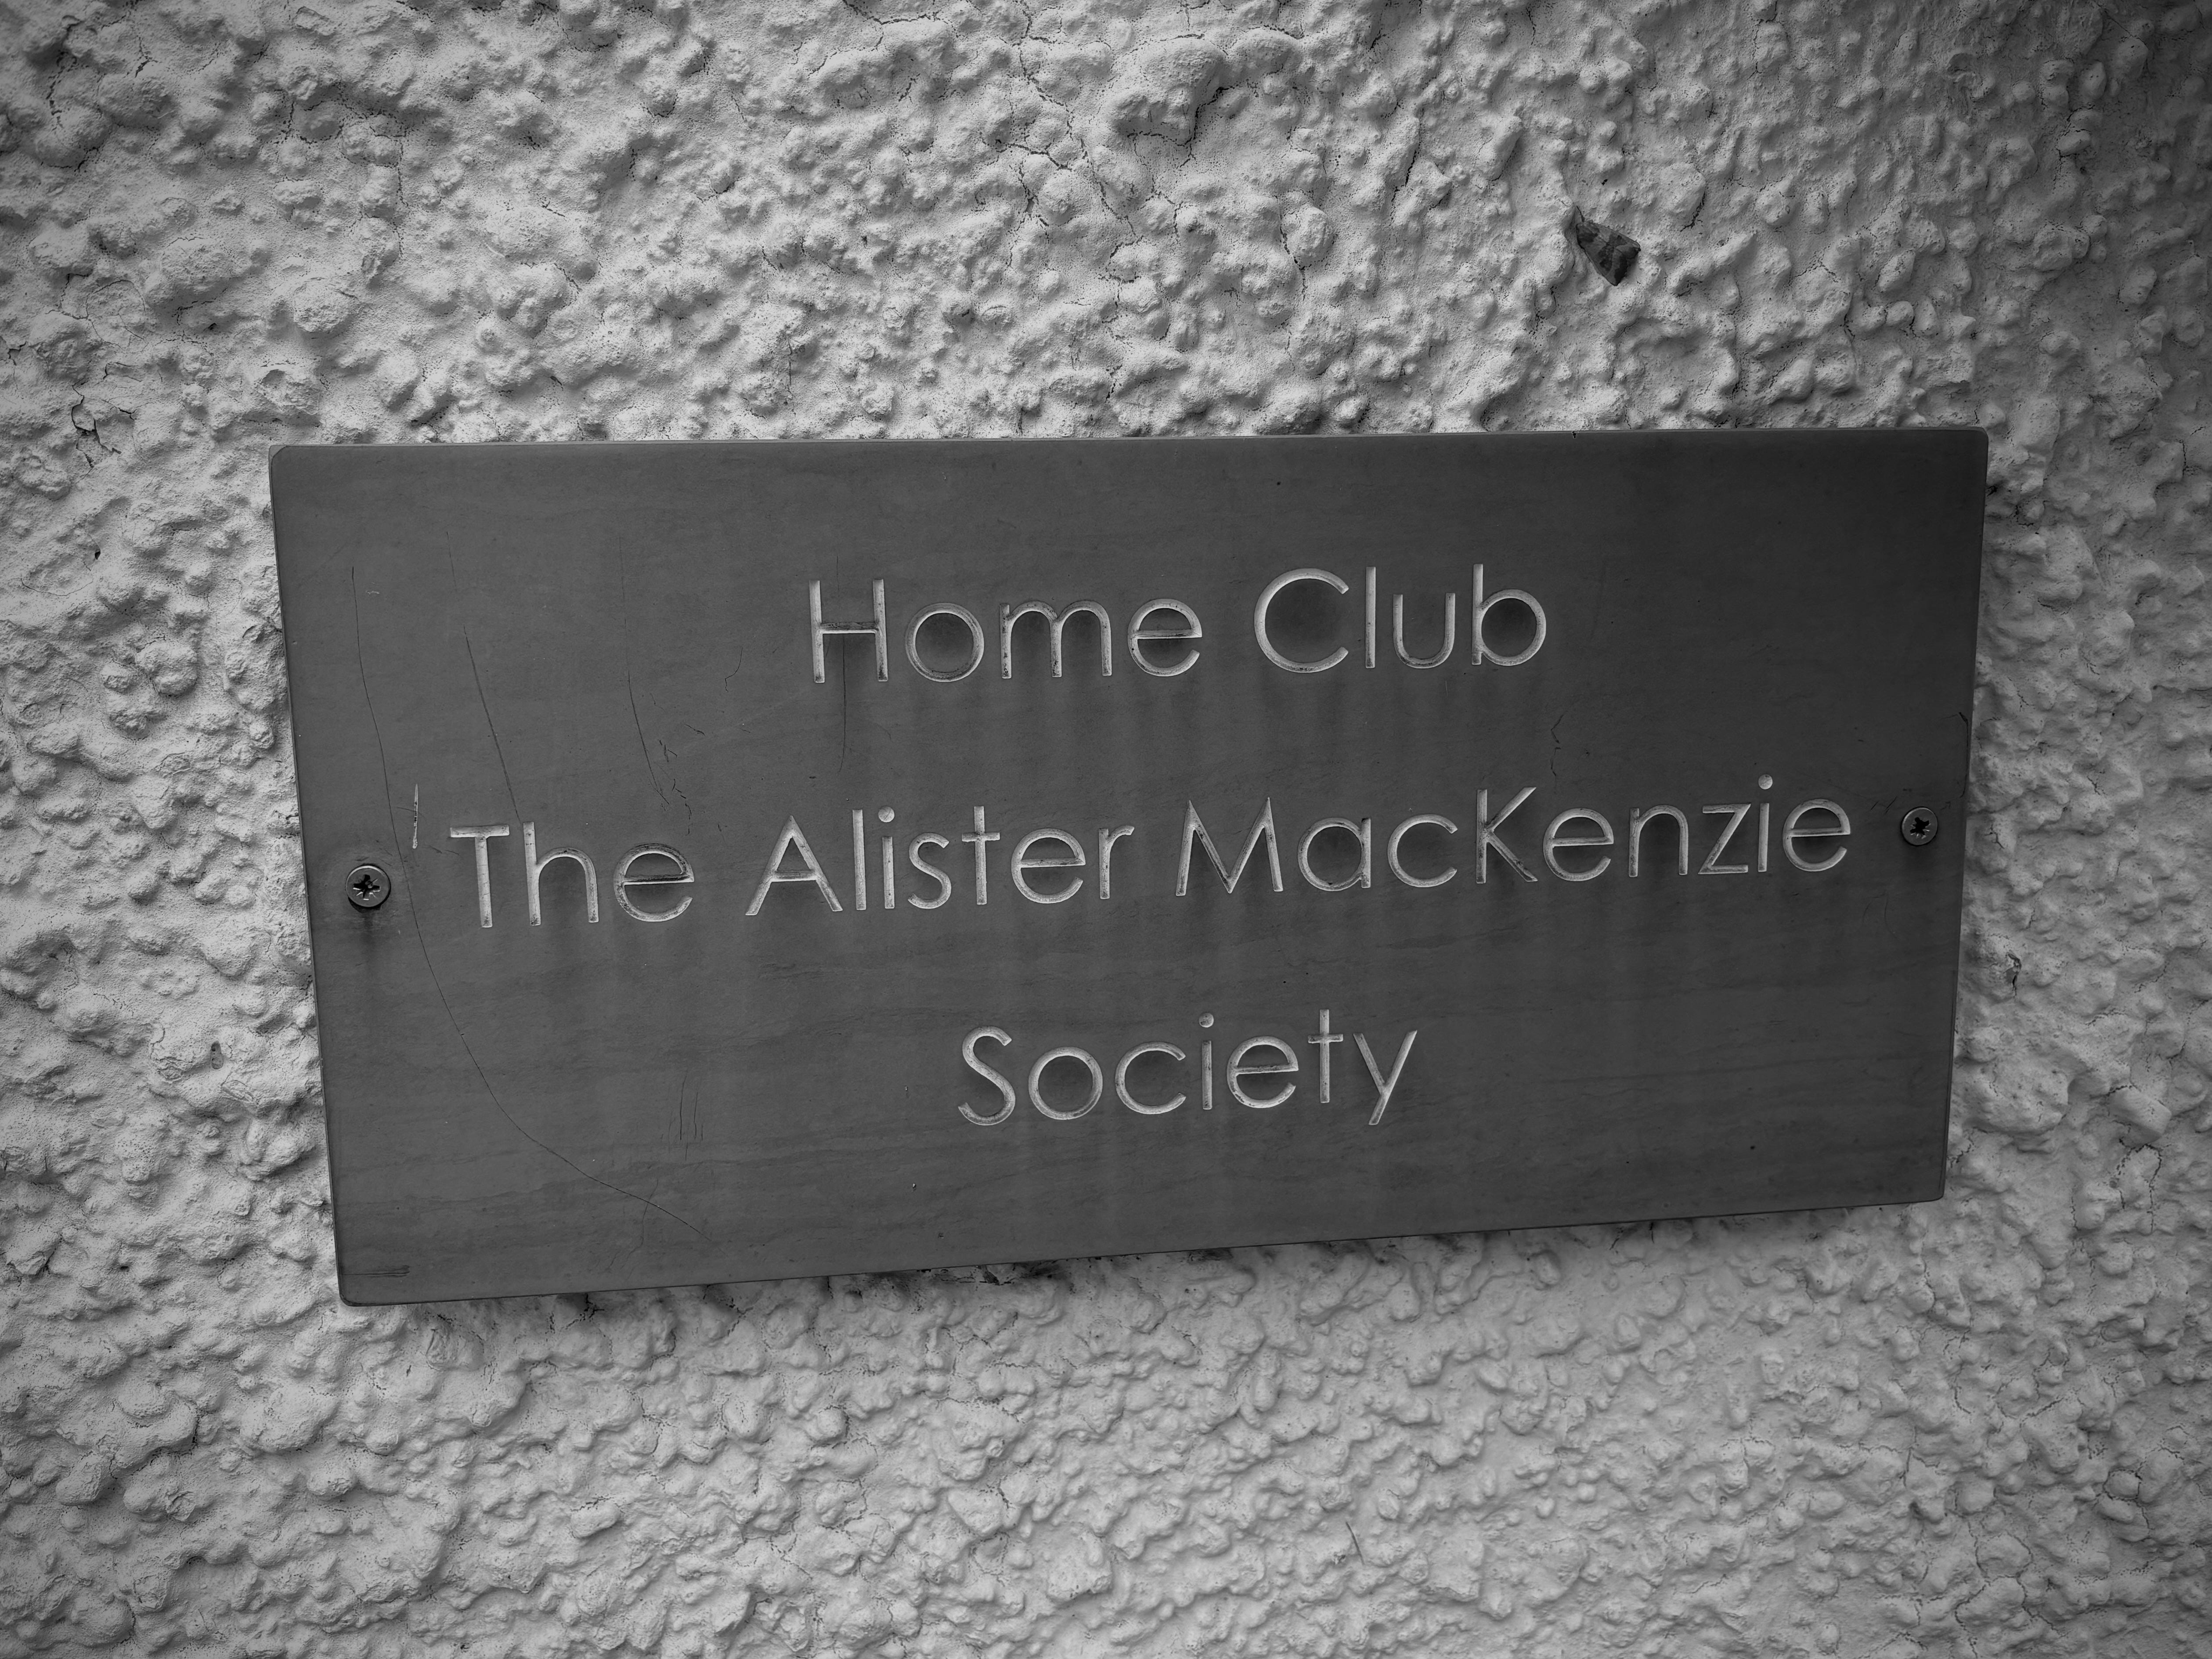 Home Club
The Alister MacKenzie
Society